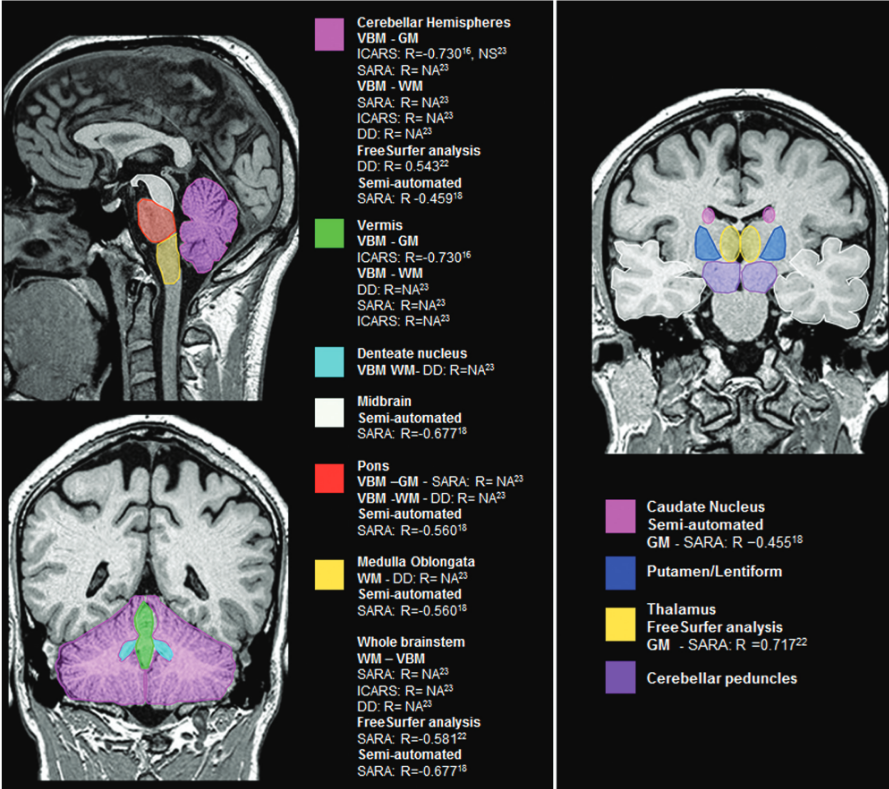 Cerebellar Hemispheres
VBM - GM
ICARS: R=-0.730¹⁶, NS²³
SARA: R= NA²³
VBM - WM
SARA: R= NA²³
ICARS: R= NA²³
DD: R= NA²³
FreeSurfer analysis
DD: R= 0.543²²
Semi-automated
SARA: R -0.459¹⁸
Vermis
VBM - GM
ICARS: R=-0.730¹⁶
VBM - WM
DD: R=NA²³
SARA: R=NA²³
ICARS: R=NA²³
Denteate nucleus
VBM WM- DD: R=NA²³
Midbrain
Semi-automated
SARA: R=-0.677¹⁸
Pons
VBM –GM - SARA: R= NA²³
VBM -WM - DD: R= NA²³
Semi-automated
SARA: R=-0.560¹⁸
Medulla Oblongata
WM - DD: R= NA²³
Semi-automated
SARA: R=-0.560¹⁸
Whole brainstem
WM – VBM
SARA: R= NA²³
ICARS: R= NA²³
DD: R= NA²³
FreeSurfer analysis
SARA: R=-0.581²²
Semi-automated
SARA: R=-0.677¹⁸
Caudate Nucleus
Semi-automated
GM - SARA: R −0.455¹⁸
Putamen/Lentiform
Thalamus
FreeSurfer analysis
GM - SARA: R =0.717²²
Cerebellar peduncles